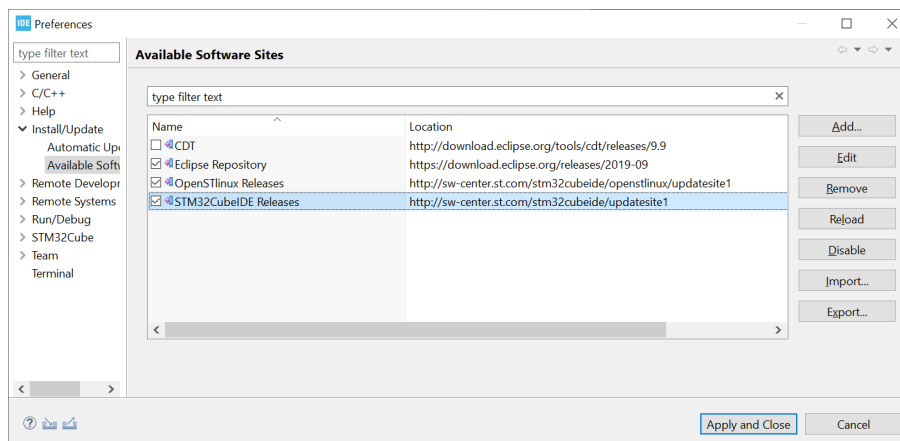 IDE Preferences
type filter text
Available Software Sites
General
C/C++
Help
Install/Update
Automatic Up
Available Soft
Remote Develop
Remote Systems
Run/Debug
STM32Cube
Team
Terminal
type filter text
Name Location
CDT http://download.eclipse.org/tools/cdt/releases/9.9
Eclipse Repository https://download.eclipse.org/releases/2019-09
OpenSTlinux Releases http://sw-center.st.com/stm32cubeide/openstlinux/updatesite1
STM32CubeIDE Releases http://sw-center.st.com/stm32cubeide/updatesite1
Add...
Edit
Remove
Reload
Disable
Import...
Export...
Apply and Close
Cancel